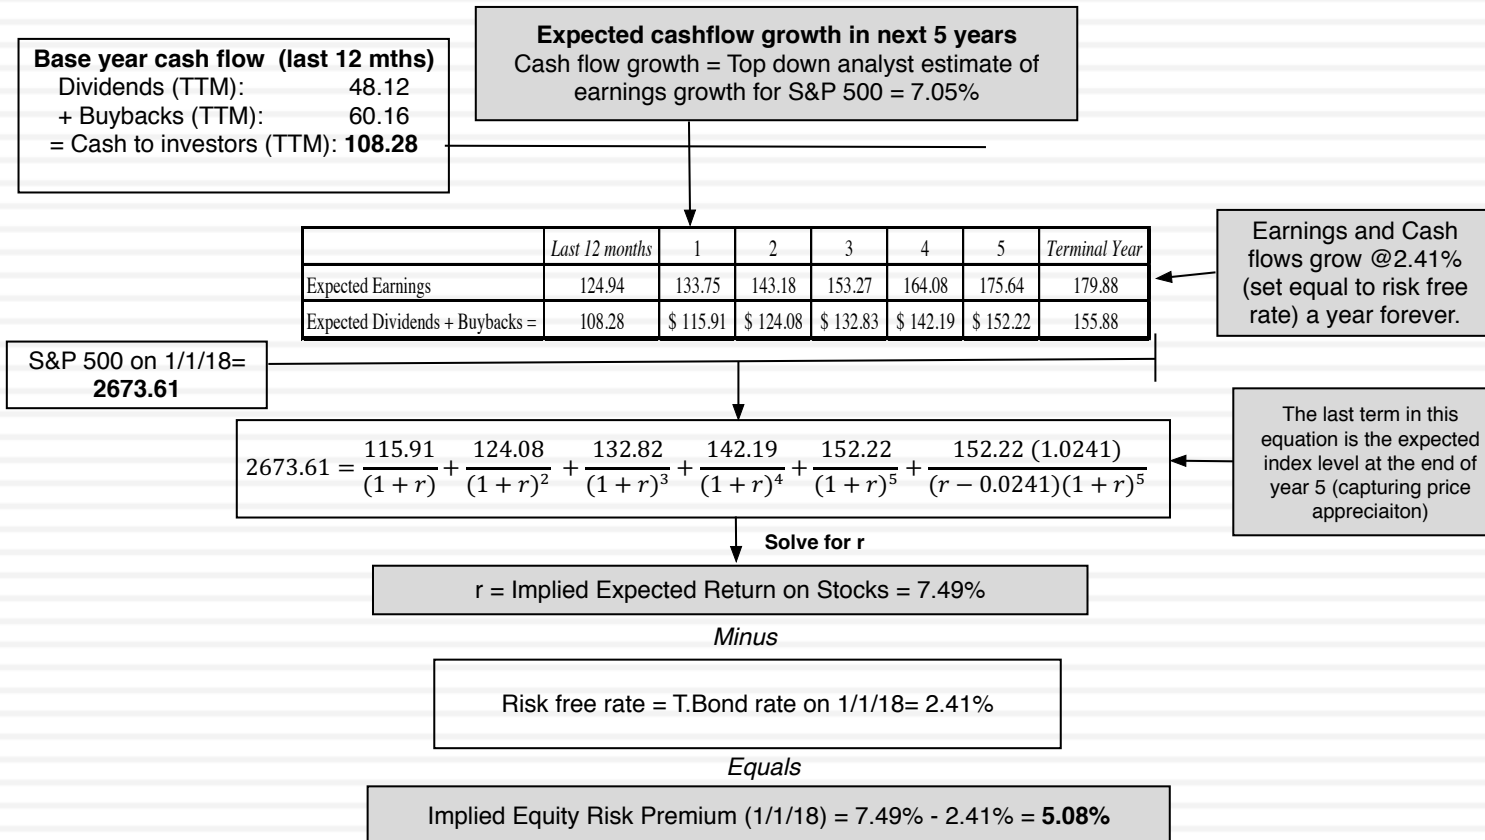 Base year cash flow (last 12 mths)
Dividends (TTM): 48.12
+ Buybacks (TTM): 60.16
= Cash to investors (TTM): 108.28
Expected cashflow growth in next 5 years
Cash flow growth = Top down analyst estimate of
earnings growth for S&P 500 = 7.05%
Last 12 months 1 2 3 4 5 Terminal Year
Expected Earnings 124.94 133.75 143.18 153.27 164.08 175.64 179.88
Expected Dividends + Buybacks = 108.28 $ 115.91 $ 124.08 $ 132.83 $ 142.19 $ 152.22 155.88
Earnings and Cash
flows grow @2.41%
(set equal to risk free
rate) a year forever.
S&P 500 on 1/1/18=
2673.61
2673.61 = 115.91/(1 + r) + 124.08/(1 + r)² + 132.82/(1 + r)³ + 142.19/(1 + r)⁴ + 152.22/(1 + r)⁵ + 152.22 (1.0241)/(r − 0.0241)(1 + r)⁵
The last term in this
equation is the expected
index level at the end of
year 5 (capturing price
appreciaiton)
Solve for r
r = Implied Expected Return on Stocks = 7.49%
Minus
Risk free rate = T.Bond rate on 1/1/18= 2.41%
Equals
Implied Equity Risk Premium (1/1/18) = 7.49% - 2.41% = 5.08%